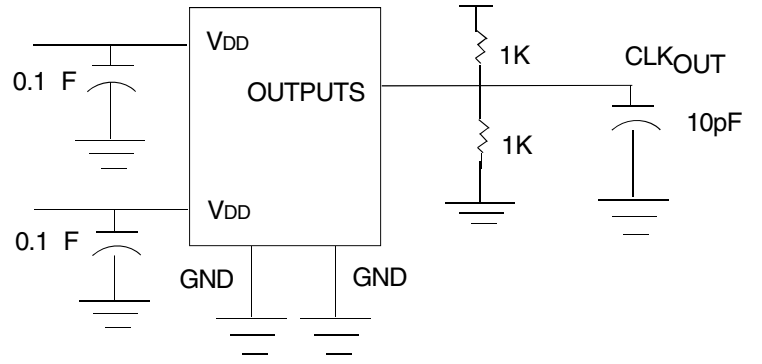 VDD
0.1 F
OUTPUTS
1K
CLKOUT
10pF
1K
VDD
0.1 F
GND
GND